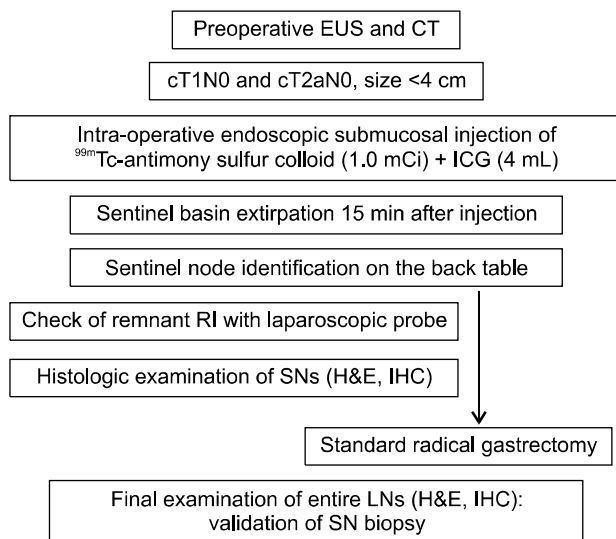 Preoperative EUS and CT
cT1N0 and cT2aN0, size <4 cm
Intra-operative endoscopic submucosal injection of
⁹⁹ᵐTc-antimony sulfur colloid (1.0 mCi) + ICG (4 mL)
Sentinel basin extirpation 15 min after injection
Sentinel node identification on the back table
Check of remnant RI with laparoscopic probe
Histologic examination of SNs (H&E, IHC)
Standard radical gastrectomy
Final examination of entire LNs (H&E, IHC):
validation of SN biopsy